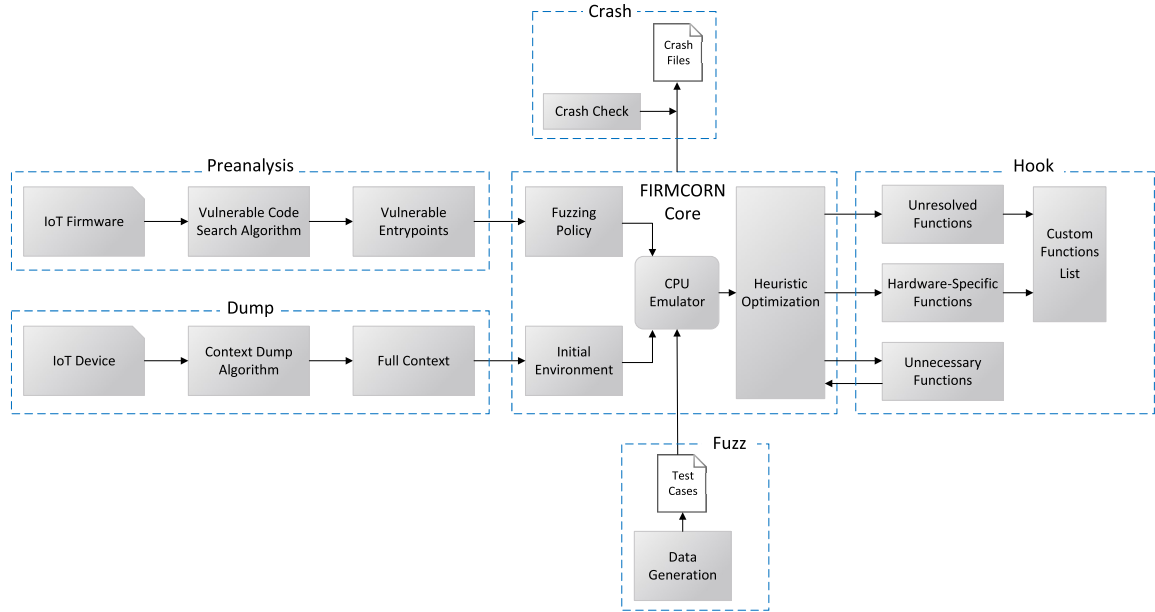 Crash
Crash
Files
Crash Check
Preanalysis
IoT Firmware
Vulnerable Code
Search Algorithm
Vulnerable
Entrypoints
Dump
IoT Device
Context Dump
Algorithm
Full Context
FIRMCORN
Core
Fuzzing
Policy
CPU
Emulator
Initial
Environment
Heuristic
Optimization
Hook
Unresolved
Functions
Hardware-Specific
Functions
Unnecessary
Functions
Custom
Functions
List
Fuzz
Test
Cases
Data
Generation